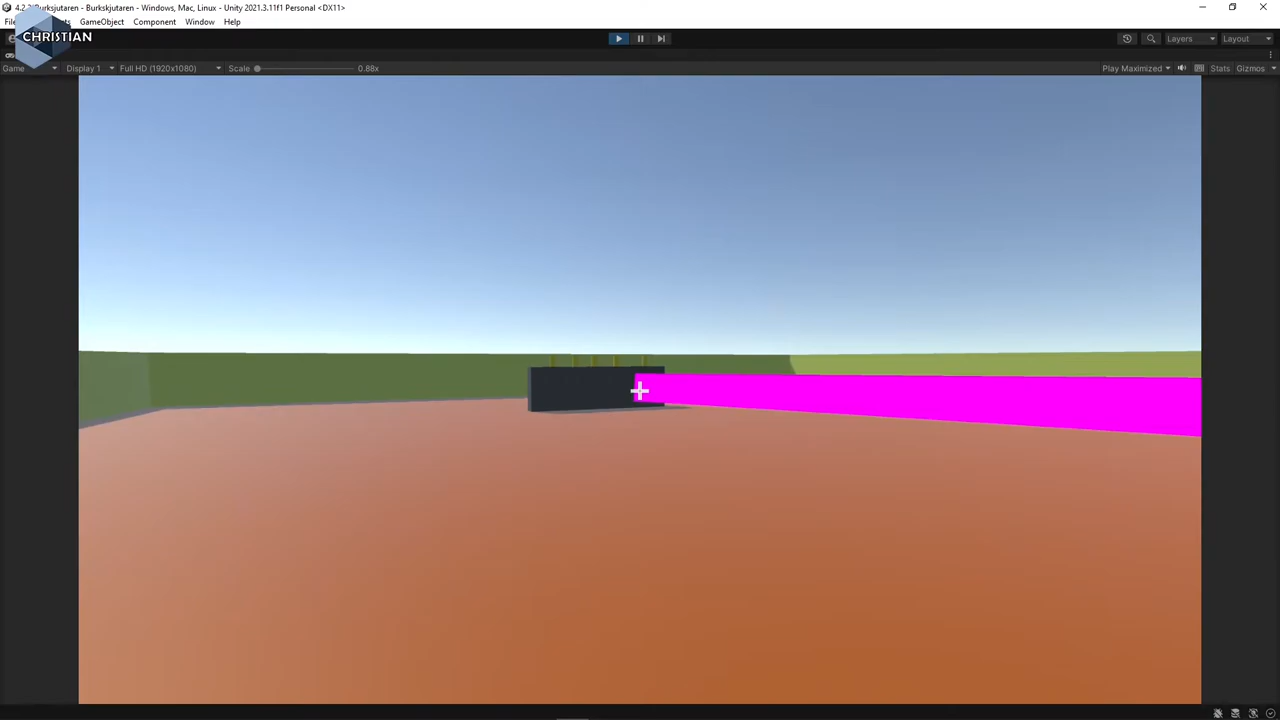 4.2.2 Burksjutaren - Burkskjutaren - Windows, Mac, Linux - Unity 2021.3.11f1 Personal <DX11>
GameObject Component Window Help
CHRISTIAN
Layers Layout
Game Display 1 Full HD (1920x1080) Scale 0.88x Play Maximized Stats Gizmos